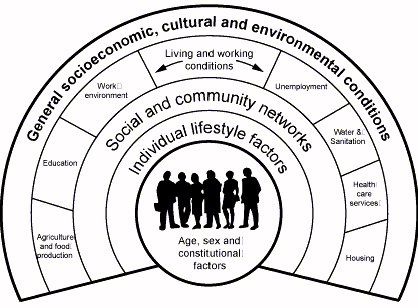 General socioeconomic, cultural and environmental conditions
Living and working
conditions
Work
environment
Unemployment
Social and community networks
Water &
Sanitation
Individual lifestyle factors
Education
Health
care
services
Agriculture
and food
production
Age, sex and
constitutional
factors
Housing